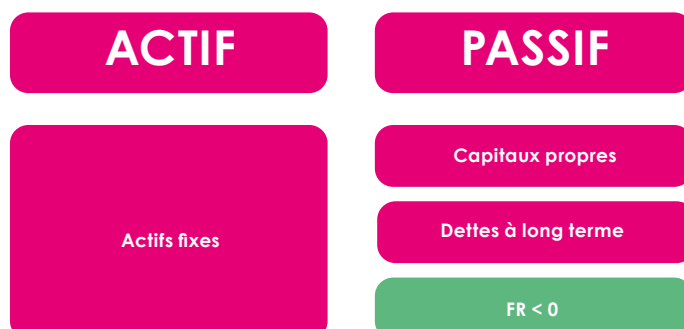 ACTIF
PASSIF
Capitaux propres
Actifs fixes
Dettes à long terme
FR < 0